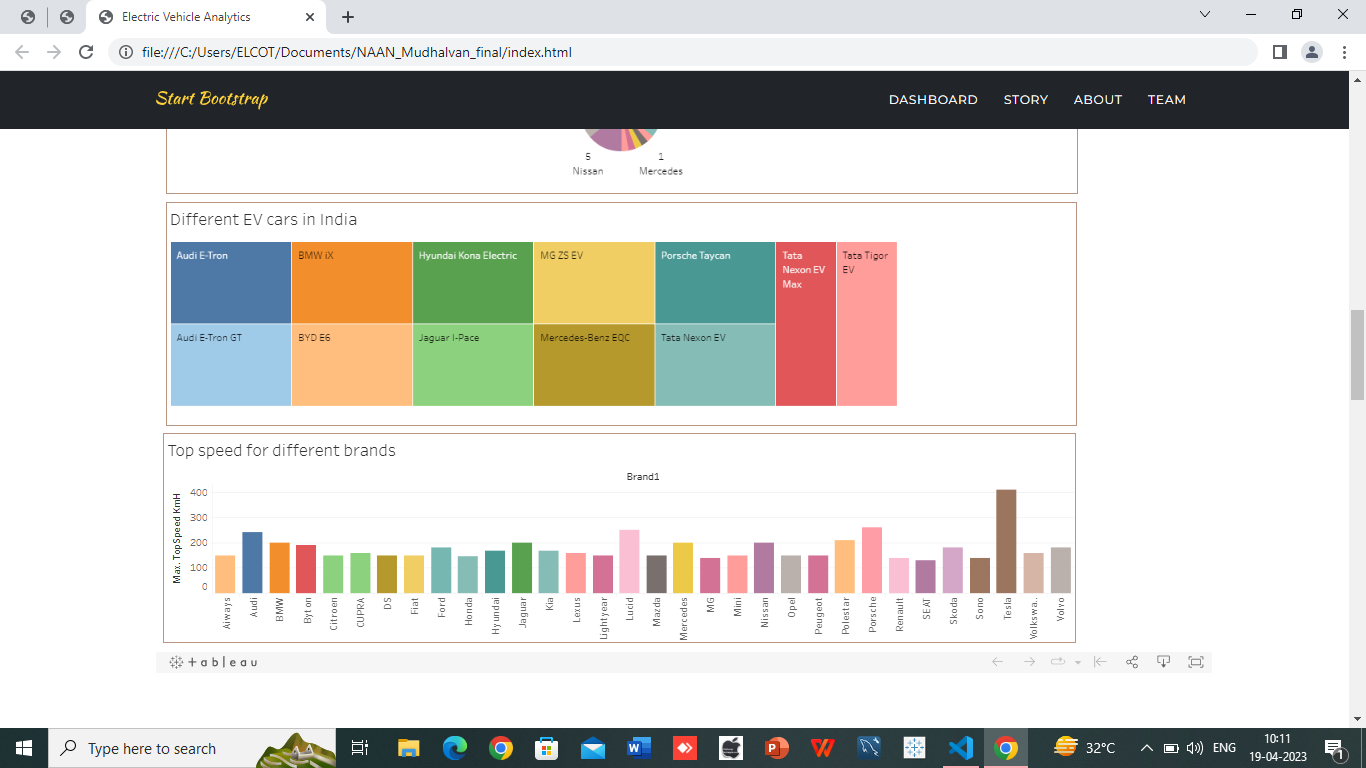 Electric Vehicle Analytics
file:///C:/Users/ELCOT/Documents/NAAN_Mudhalvan_final/index.html
Start Bootstrap
DASHBOARD STORY ABOUT TEAM
5 1
Nissan Mercedes
Different EV cars in India
Audi E-Tron BMW iX Hyundai Kona Electric MG ZS EV Porsche Taycan
Tata
Nexon EV
Max
Tata Tigor
EV
Audi E-Tron GT BYD E6 Jaguar I-Pace Mercedes-Benz EQC Tata Nexon EV
Top speed for different brands
Brand1
Max. TopSpeed KmH
400
300
200
100
0
Aiways Audi BMW Byton Citroen CUPRA DS Fiat Ford Honda Hyundai Jaguar Kia Lexus Lightyear Lucid Mazda Mercedes MG Mini Nissan Opel Peugeot Polestar Porsche Renault SEAT Skoda Sono Tesla Volkswa.. Volvo
+ableau
Type here to search
32°C
ENG
10:11
19-04-2023
1